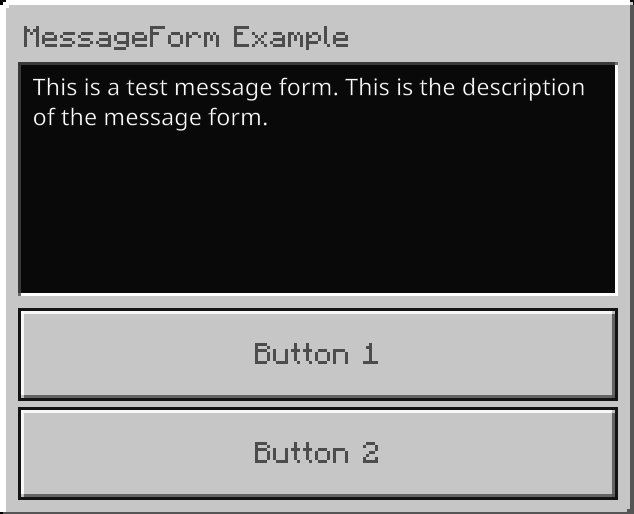 MessageForm Example
This is a test message form. This is the description
of the message form.
Button 1
Button 2